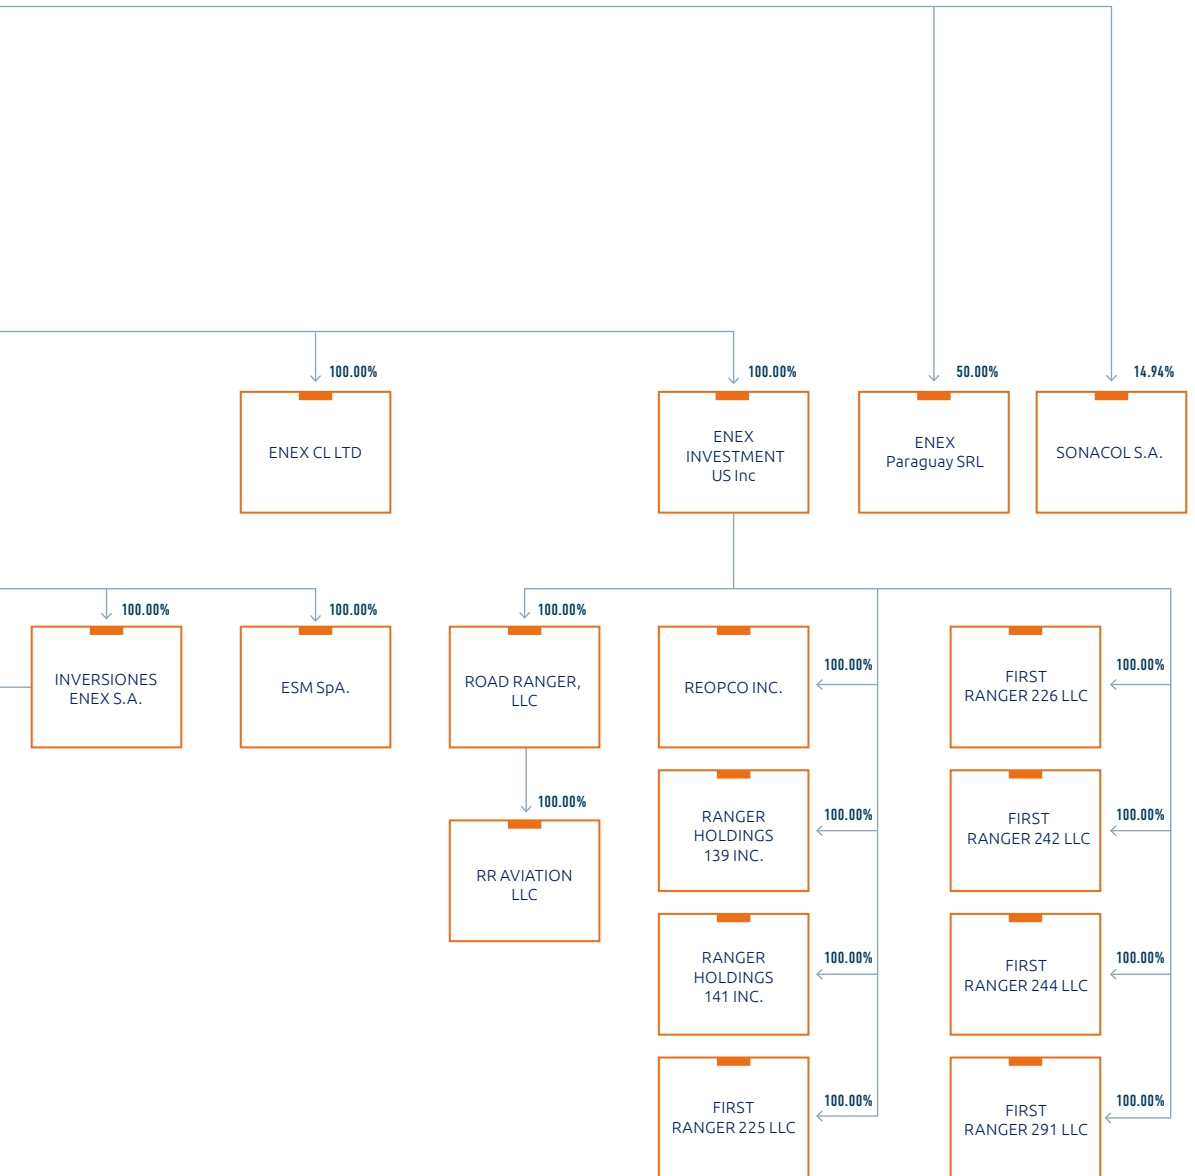 100.00%
100.00%
50.00%
14.94%
ENEX CL LTD
ENEX
INVESTMENT
US Inc
ENEX
Paraguay SRL
SONACOL S.A.
100.00%
100.00%
100.00%
INVERSIONES
ENEX S.A.
ESM SpA.
ROAD RANGER,
LLC
REOPCO INC.
100.00%
FIRST
RANGER 226 LLC
100.00%
100.00%
RR AVIATION
LLC
RANGER
HOLDINGS
139 INC.
100.00%
FIRST
RANGER 242 LLC
100.00%
RANGER
HOLDINGS
141 INC.
100.00%
FIRST
RANGER 244 LLC
100.00%
FIRST
RANGER 225 LLC
100.00%
FIRST
RANGER 291 LLC
100.00%